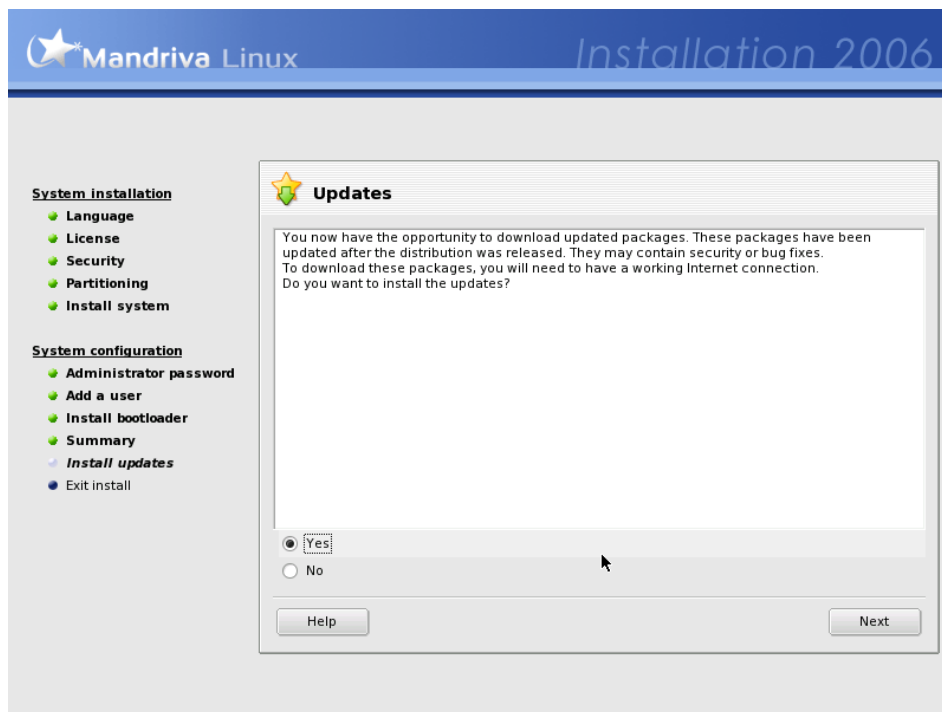 Mandriva Linux
Installation 2006
System installation
Language
License
Security
Partitioning
Install system
System configuration
Administrator password
Add a user
Install bootloader
Summary
Install updates
Exit install
Updates
You now have the opportunity to download updated packages. These packages have been
updated after the distribution was released. They may contain security or bug fixes.
To download these packages, you will need to have a working Internet connection.
Do you want to install the updates?
Yes
No
Help
Next